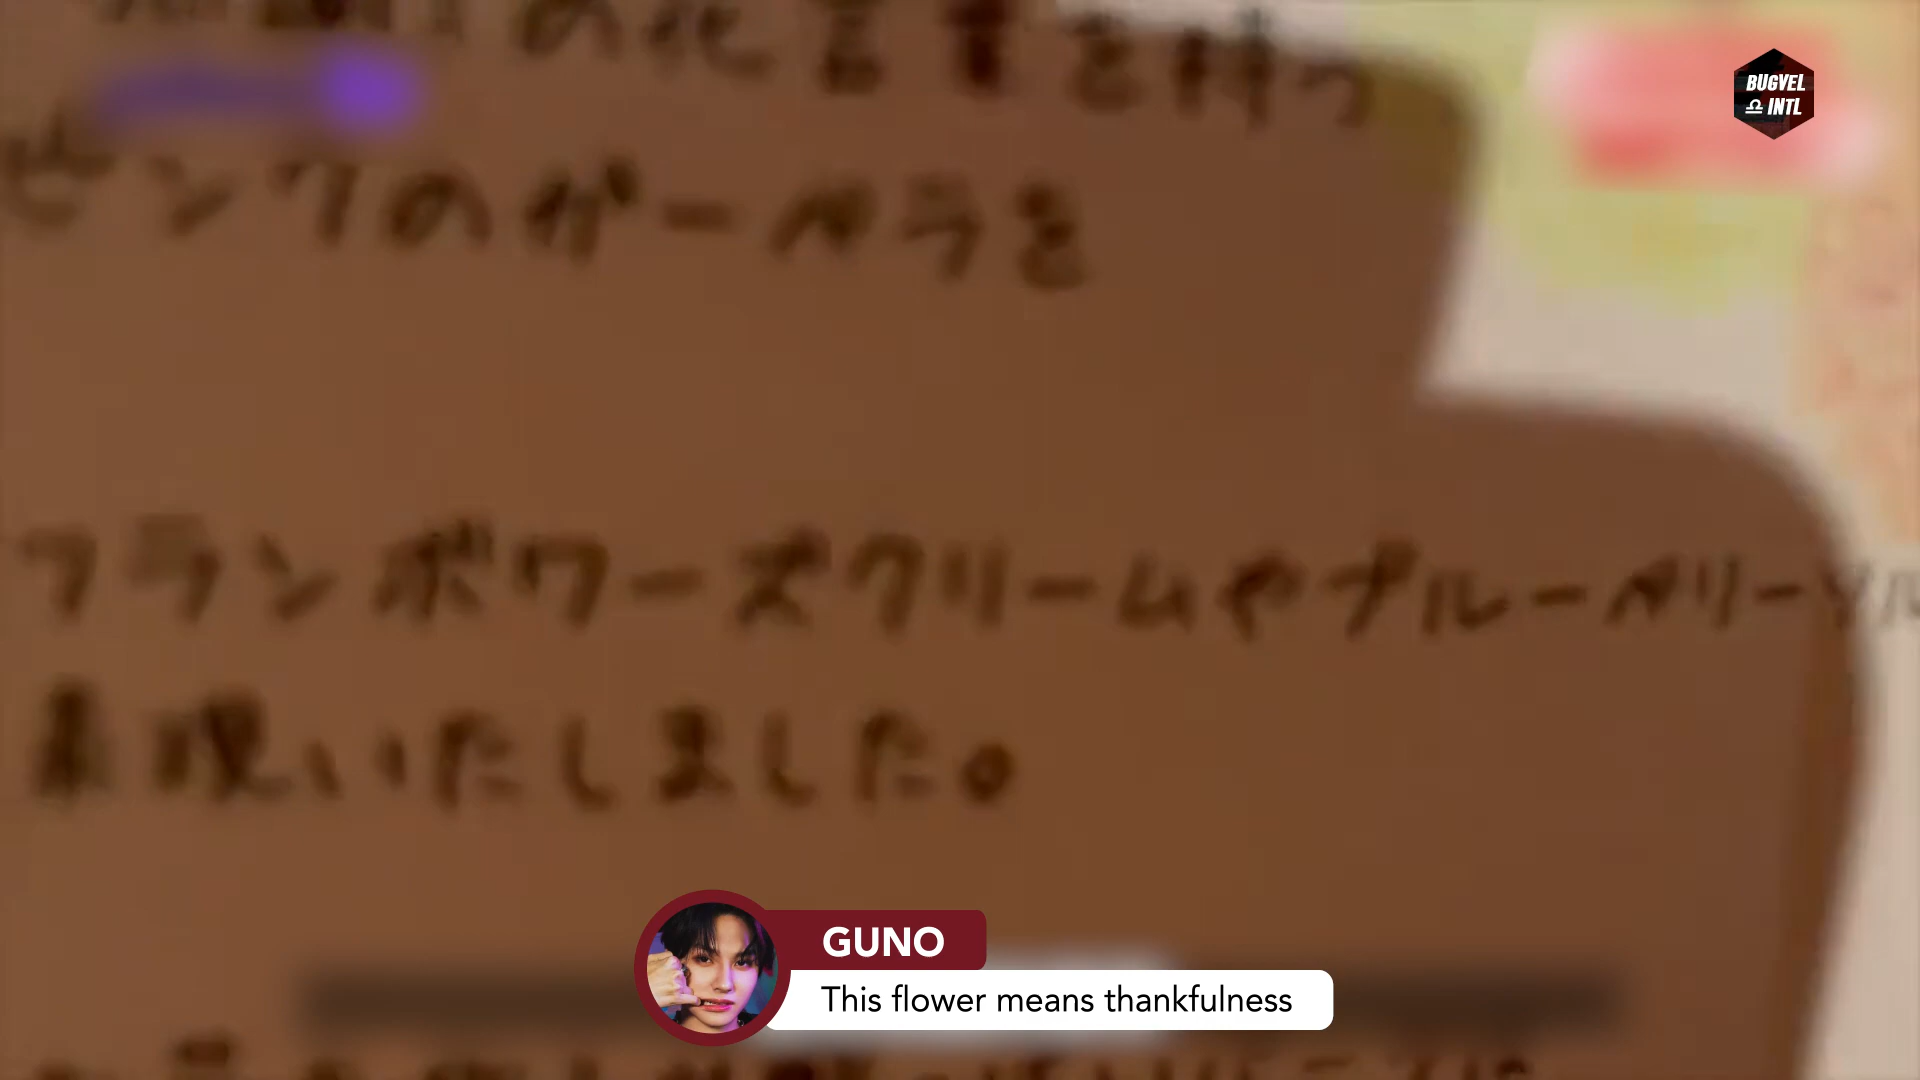 の花言葉を持つ
ピンクのガーベラを
フランボワーズクリームやブルーベリーソル
表現いたしました。
BUGVEL
INTL
GUNO
This flower means thankfulness